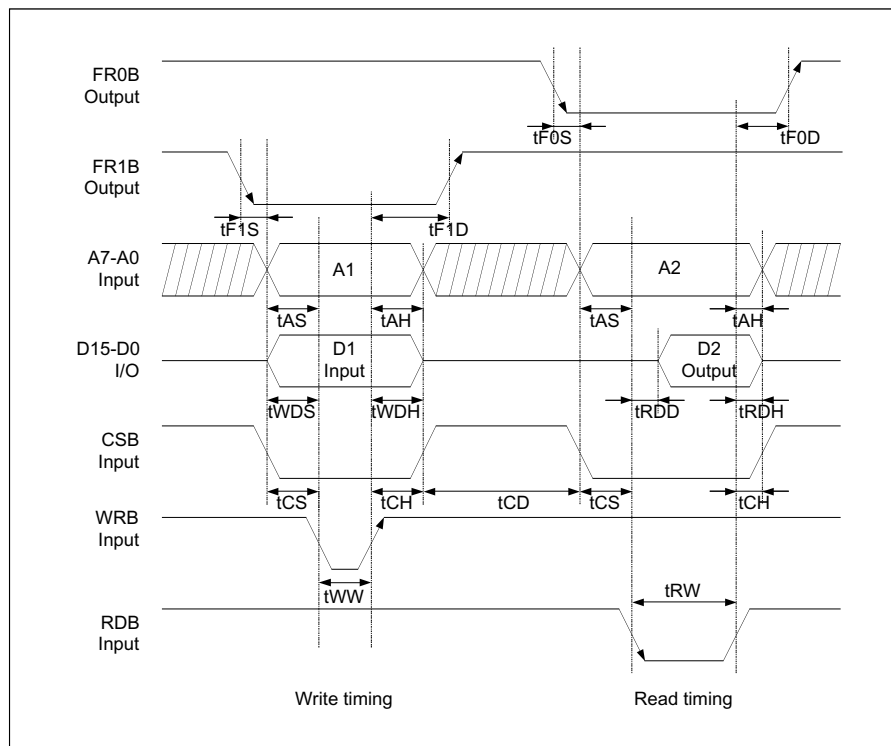 FR0B
Output
tF0S
tF0D
FR1B
Output
tF1S
tF1D
A7-A0
Input
A1
A2
tAS
tAH
tAS
tAH
D15-D0
I/O
D1
Input
D2
Output
tWDS
tWDH
tRDD
tRDH
CSB
Input
tCS
tCH
tCD
tCS
tCH
WRB
Input
tWW
tRW
RDB
Input
Write timing
Read timing